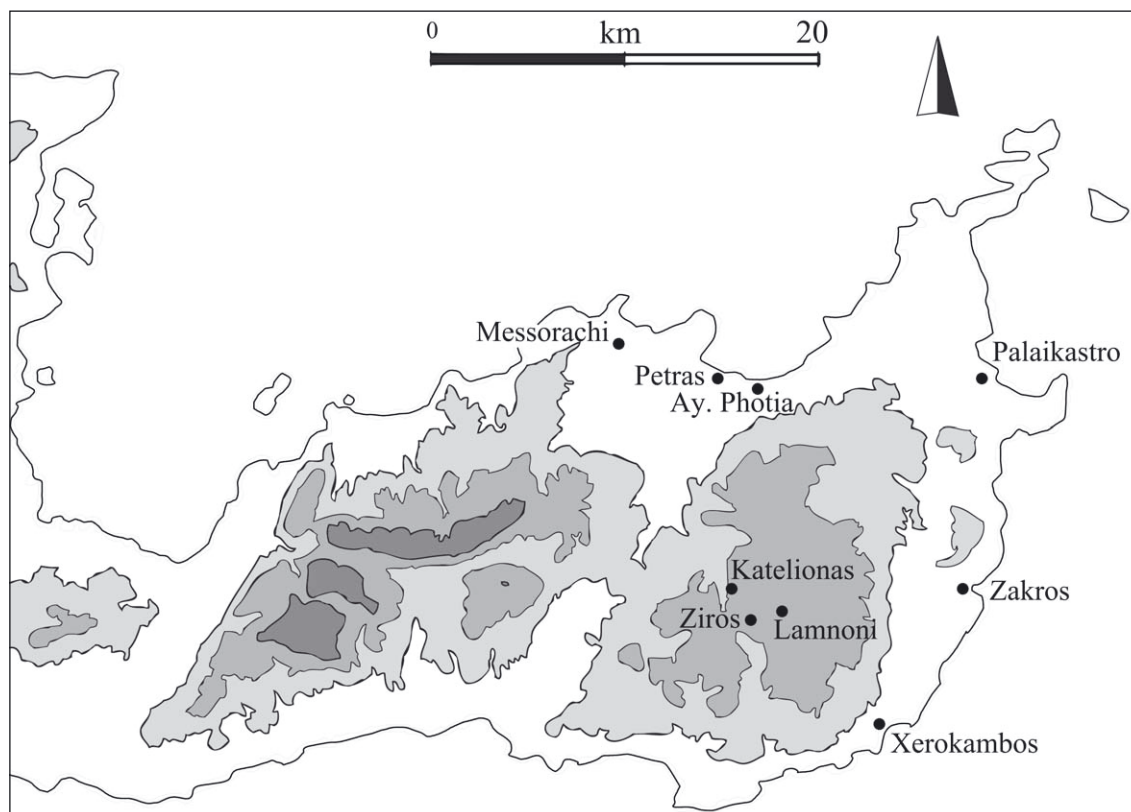 0 km 20
Messorachi
Petras
Palaikastro
Ay. Photia
Katelionas
Zakros
Ziros
Lamnoni
Xerokambos